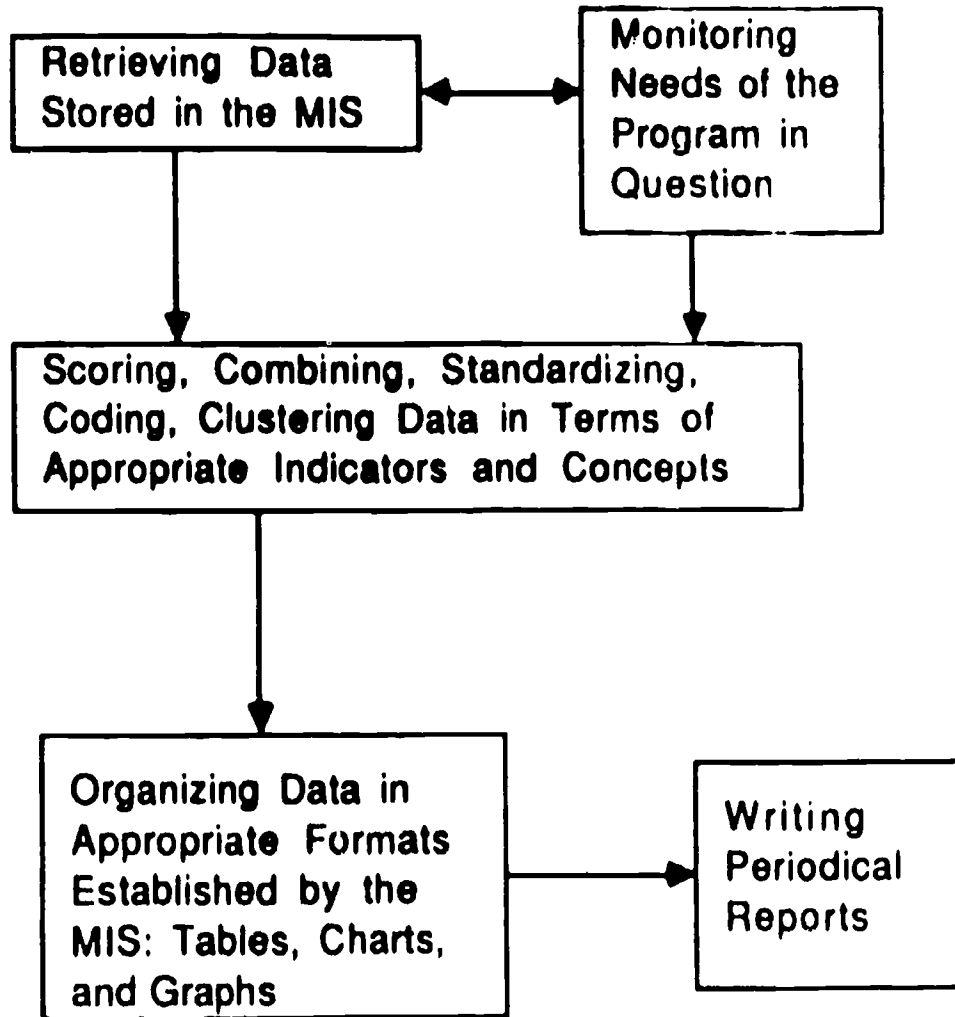 Retrieving Data
Stored in the MIS
Monitoring
Needs of the
Program in
Question
Scoring, Combining, Standardizing,
Coding, Clustering Data in Terms of
Appropriate Indicators and Concepts
Organizing Data in
Appropriate Formats
Established by the
MIS: Tables, Charts,
and Graphs
Writing
Periodical
Reports